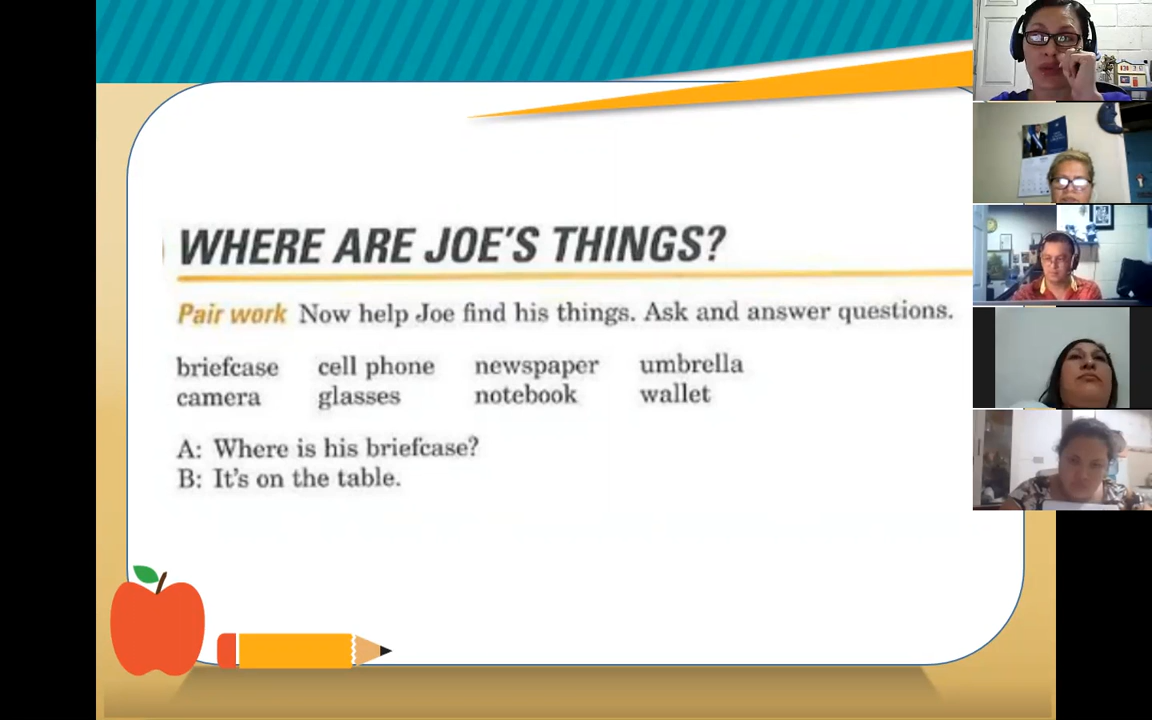 WHERE ARE JOE'S THINGS?
Pair work Now help Joe find his things. Ask and answer questions.
briefcase cell phone newspaper umbrella
camera glasses notebook wallet
A: Where is his briefcase?
B: It's on the table.